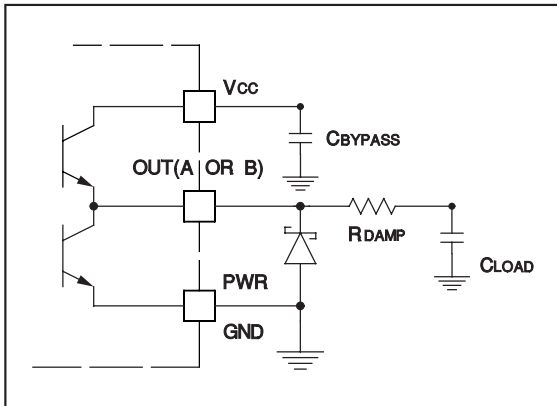 VCC
CBYPASS
OUT(A OR B)
RDAMP
CLOAD
PWR
GND